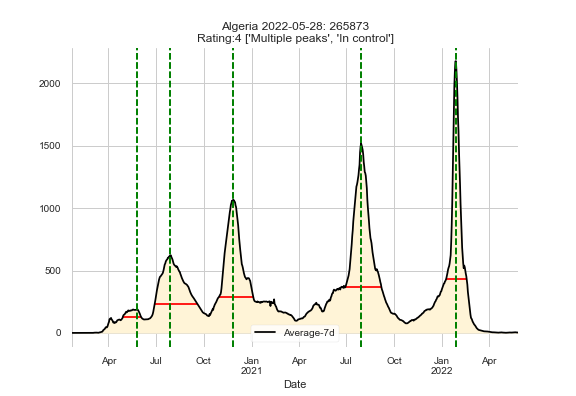 Algeria 2022-05-28: 265873
Rating:4 ['Multiple peaks', 'In control']
2000
1500
1000
500
0
Average-7d
Apr Jul Oct Jan Apr Jul Oct Jan Apr
2021 2022
Date